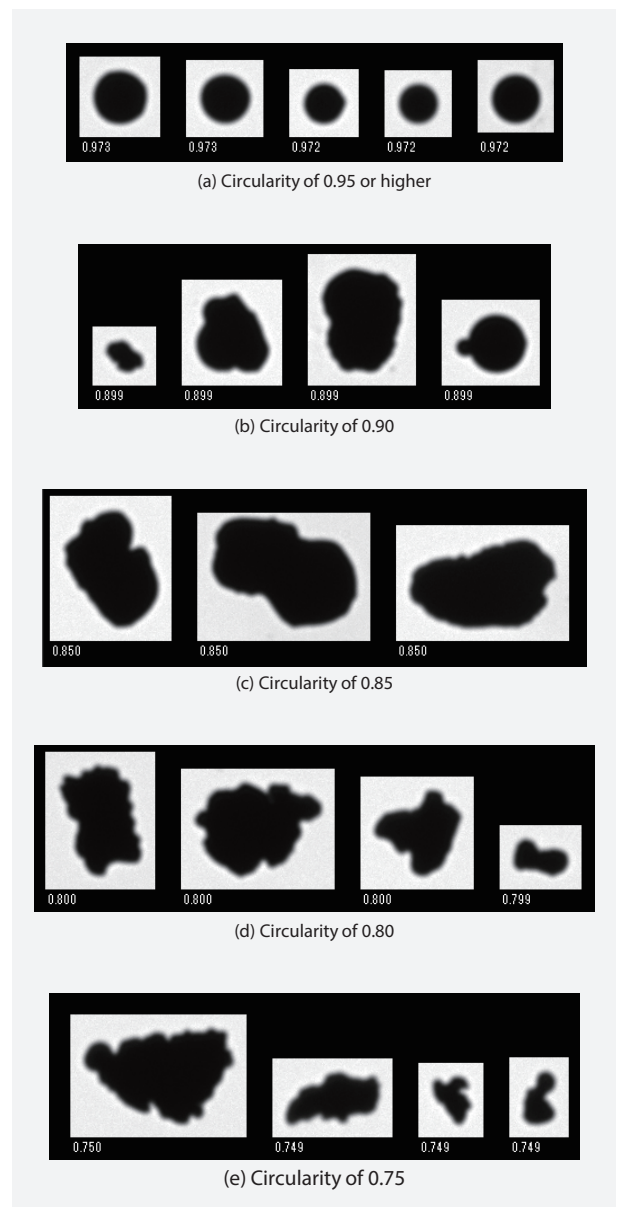 0.973 0.973 0.972 0.972 0.972
(a) Circularity of 0.95 or higher
0.899 0.899 0.899 0.899
(b) Circularity of 0.90
0.850 0.850 0.850
(c) Circularity of 0.85
0.800 0.800 0.800 0.799
(d) Circularity of 0.80
0.750 0.749 0.749 0.749
(e) Circularity of 0.75